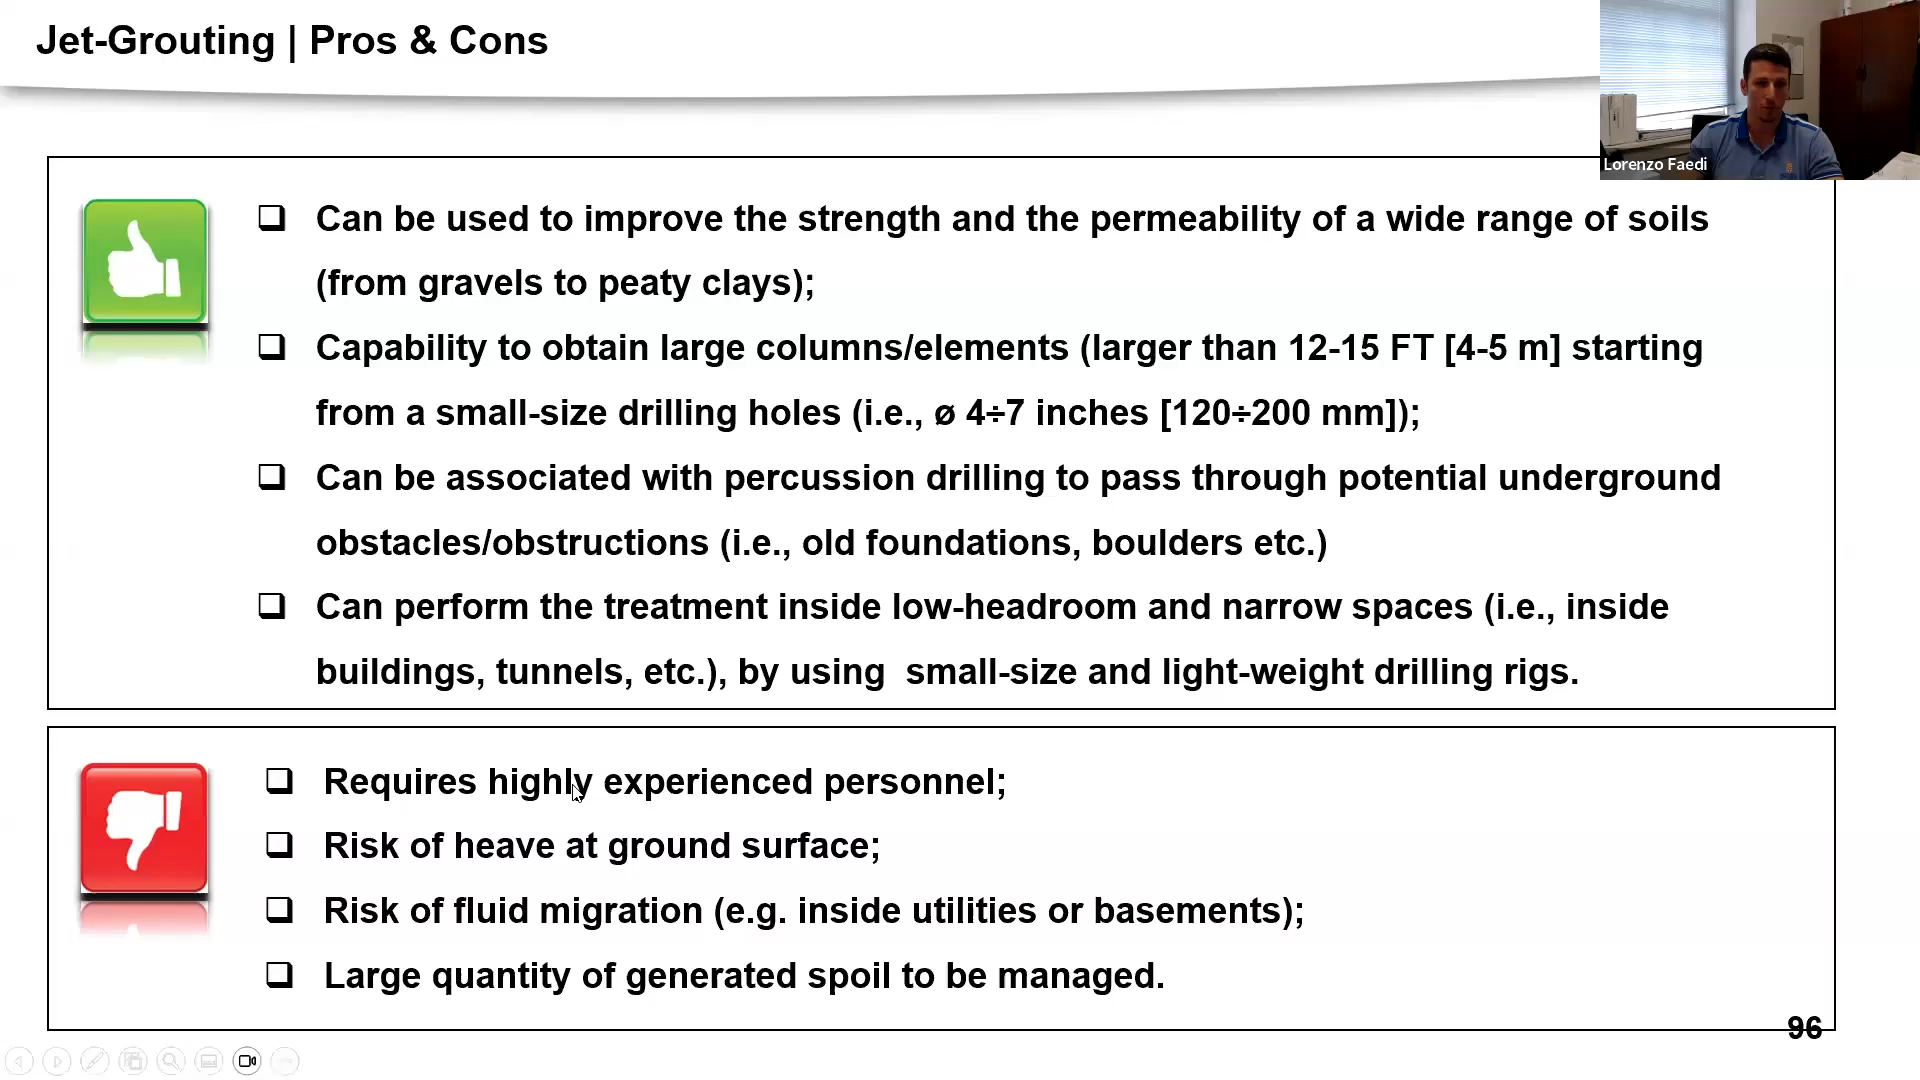 Jet-Grouting | Pros & Cons
Lorenzo Faedi
❑ Can be used to improve the strength and the permeability of a wide range of soils
(from gravels to peaty clays);
❑ Capability to obtain large columns/elements (larger than 12-15 FT [4-5 m] starting
from a small-size drilling holes (i.e., ø 4÷7 inches [120÷200 mm]);
❑ Can be associated with percussion drilling to pass through potential underground
obstacles/obstructions (i.e., old foundations, boulders etc.)
❑ Can perform the treatment inside low-headroom and narrow spaces (i.e., inside
buildings, tunnels, etc.), by using  small-size and light-weight drilling rigs.
❑ Requires highly experienced personnel;
❑ Risk of heave at ground surface;
❑ Risk of fluid migration (e.g. inside utilities or basements);
❑ Large quantity of generated spoil to be managed.
96